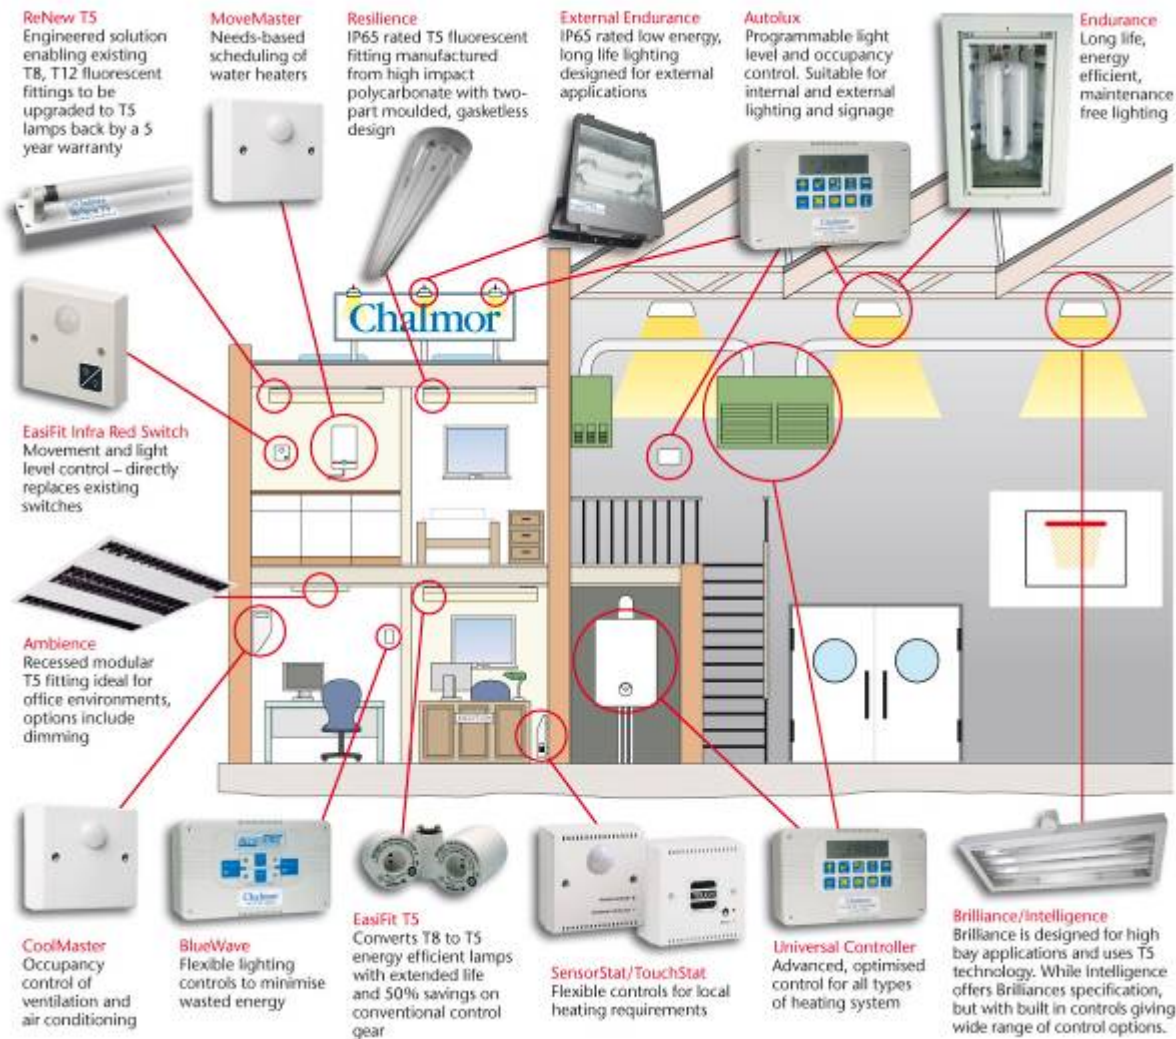 ReNew T5
Engineered solution
enabling existing
T8, T12 fluorescent
fittings to be
upgraded to T5
lamps back by a 5
year warranty
MoveMaster
Needs-based
scheduling of
water heaters
Resilience
IP65 rated T5 fluorescent
fitting manufactured
from high impact
polycarbonate with two-
part moulded, gasketless
design
External Endurance
IP65 rated low energy,
long life lighting
designed for external
applications
Autolux
Programmable light
level and occupancy
control. Suitable for
internal and external
lighting and signage
Endurance
Long life,
energy
efficient,
maintenance
free lighting
Chalmor
ReNew T5
Chalmor
Chalmor
EasiFit Infra Red Switch
Movement and light
level control – directly
replaces existing
switches
Ambience
Recessed modular
T5 fitting ideal for
office environments,
options include
dimming
Chalmor
Chalmor
CoolMaster
Occupancy
control of
ventilation and
air conditioning
BlueWave
Flexible lighting
controls to minimise
wasted energy
EasiFit T5
Converts T8 to T5
energy efficient lamps
with extended life
and 50% savings on
conventional control
gear
SensorStat/TouchStat
Flexible controls for local
heating requirements
Universal Controller
Advanced, optimised
control for all types
of heating system
Brilliance/Intelligence
Brilliance is designed for high
bay applications and uses T5
technology. While Intelligence
offers Brilliances specification,
but with built in controls giving
wide range of control options.